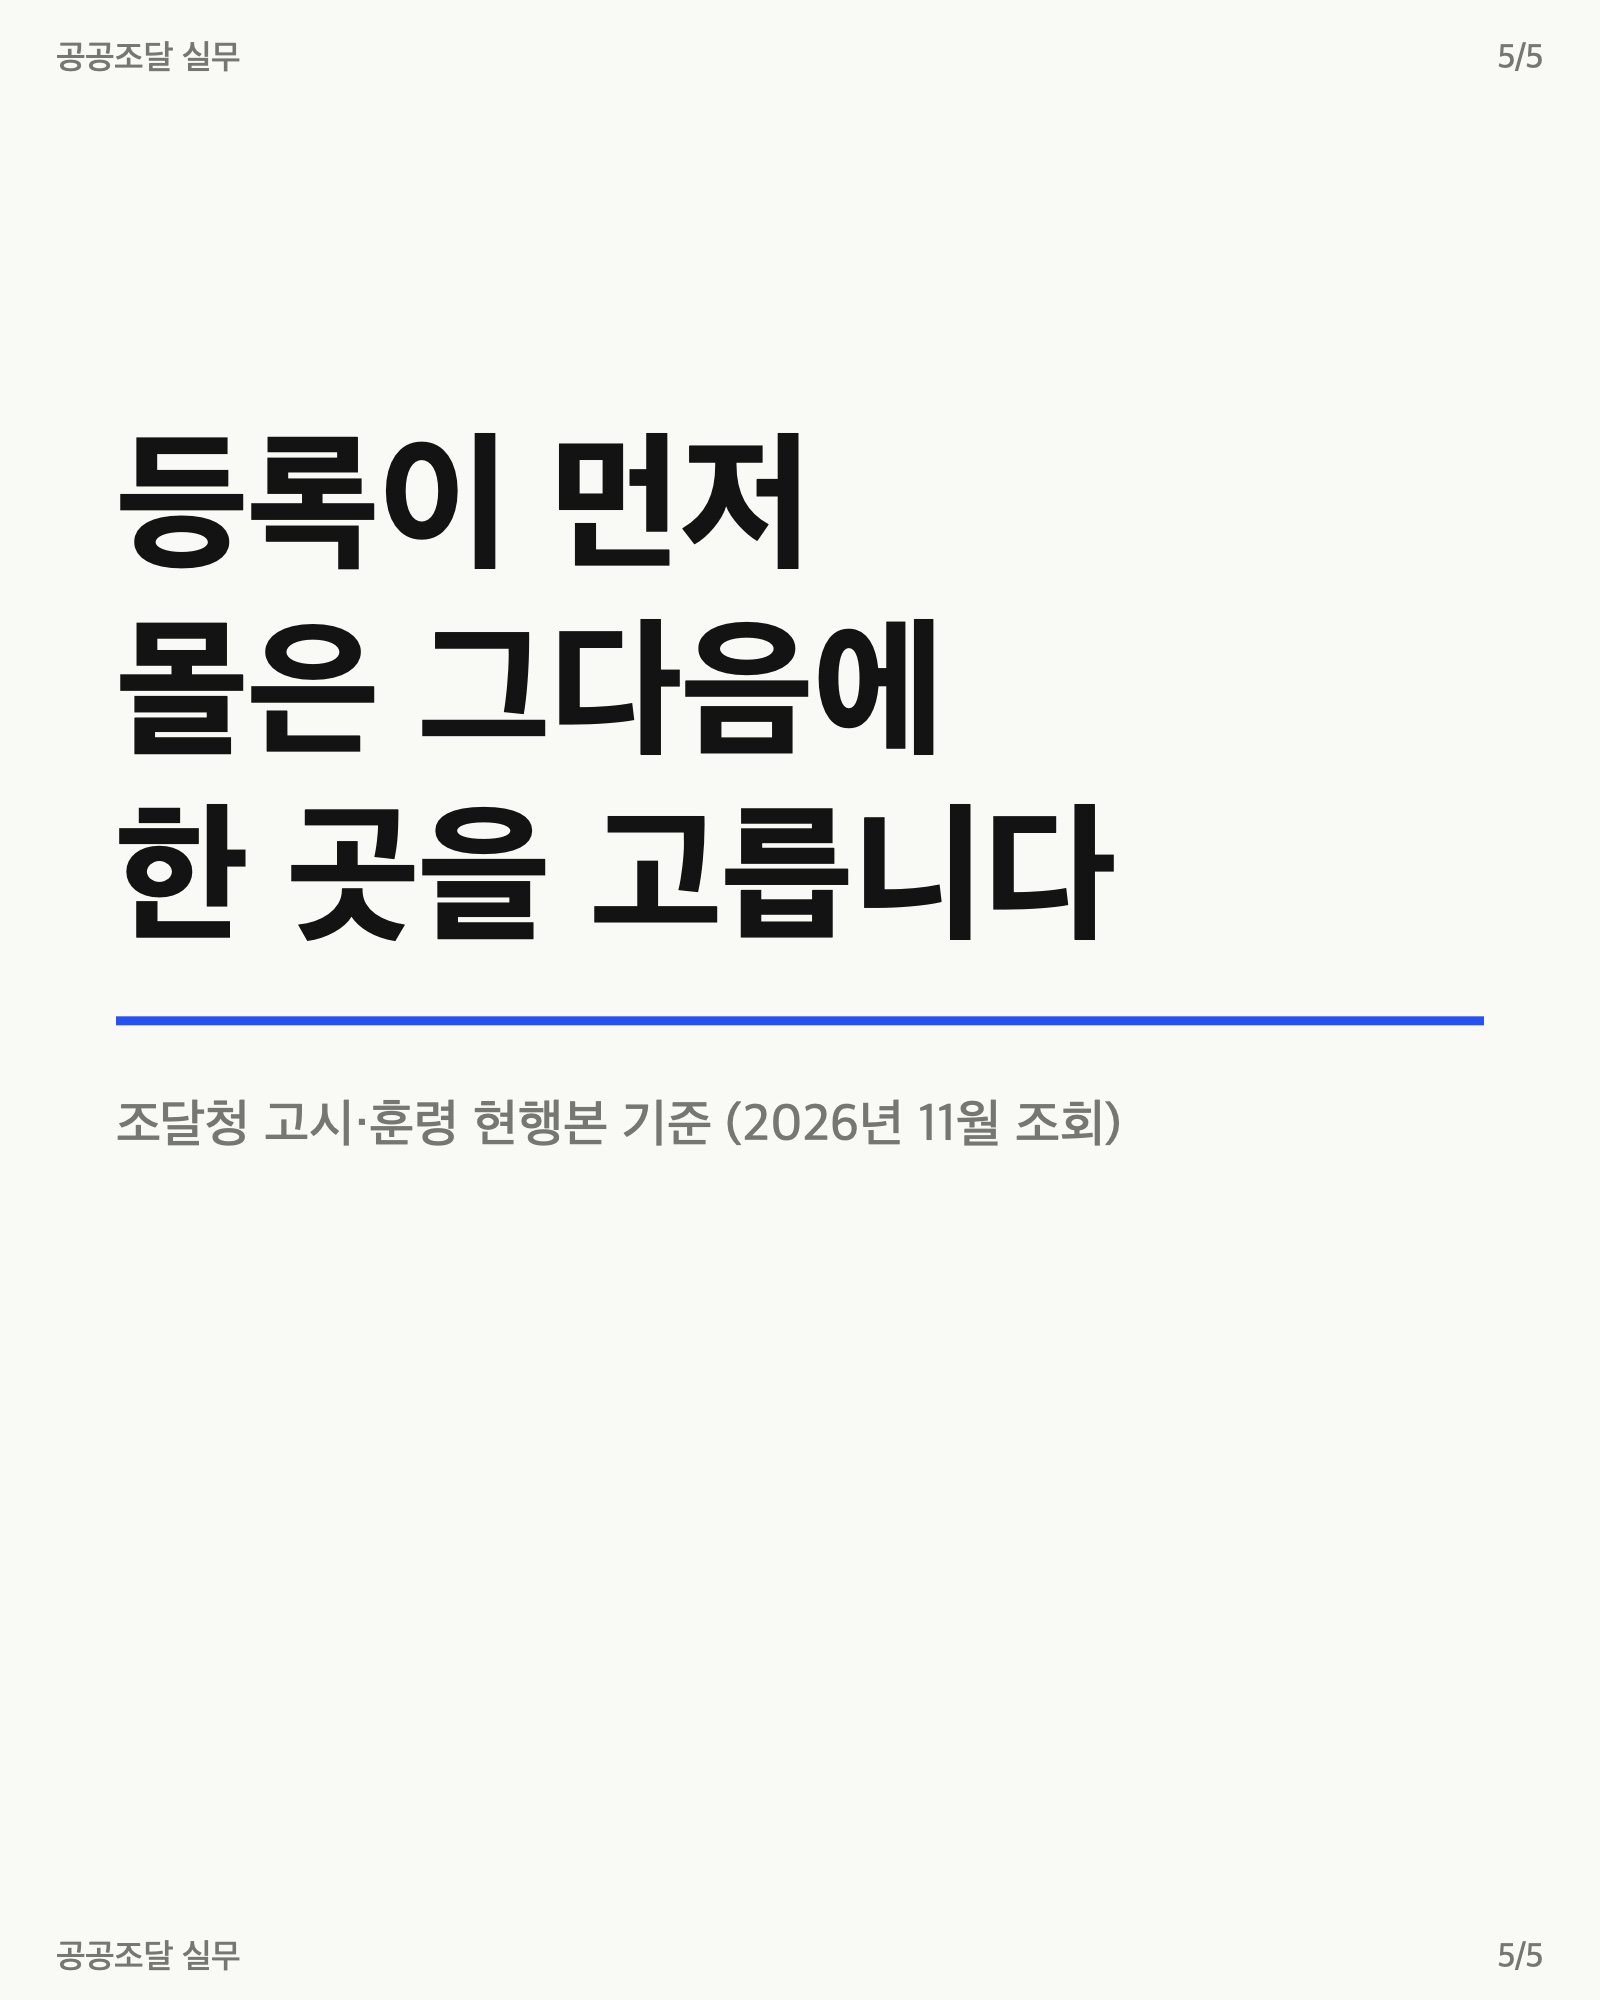 공공조달 실무
5/5
등록이 먼저
몰은 그다음에
한 곳을 고릅니다
조달청 고시·훈령 현행본 기준 (2026년 11월 조회)
공공조달 실무
5/5